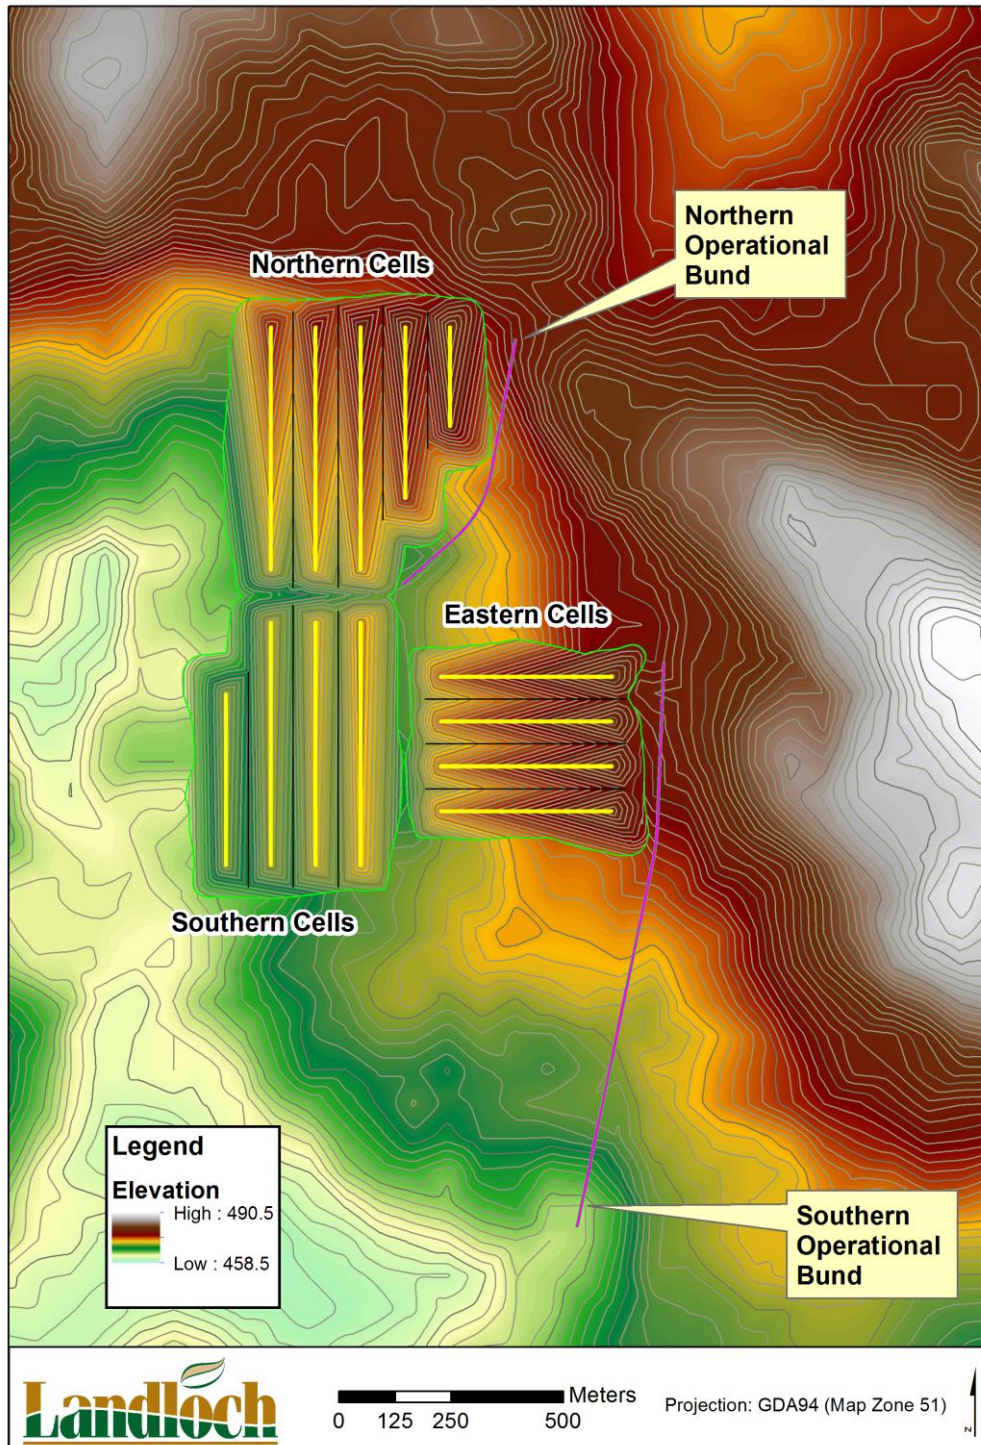 Northern
Operational
Bund
Northern Cells
Eastern Cells
Southern Cells
Legend
Elevation
High : 490.5
Low : 458.5
Southern
Operational
Bund
Landloch
Meters
0 125 250 500
Projection: GDA94 (Map Zone 51)
N